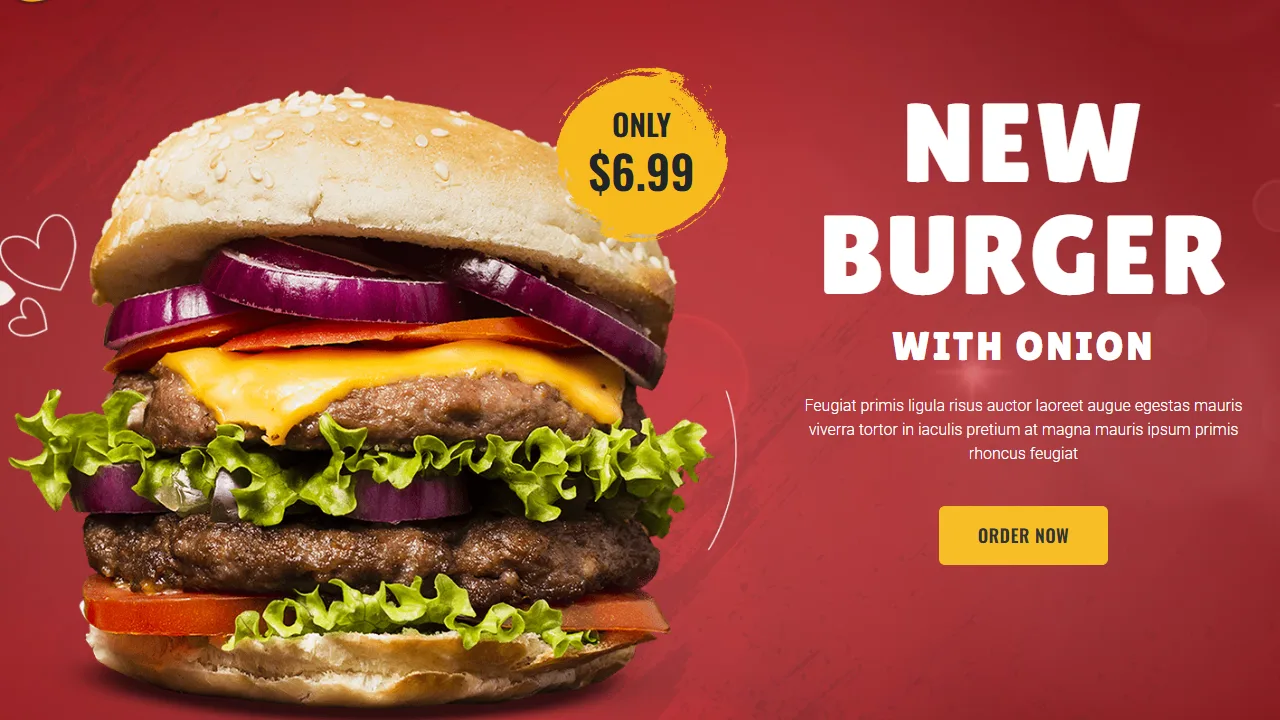 ONLY
$6.99
NEW
BURGER
WITH ONION
Feugiat primis ligula risus auctor laoreet augue egestas mauris
viverra tortor in iaculis pretium at magna mauris ipsum primis
rhoncus feugiat
ORDER NOW